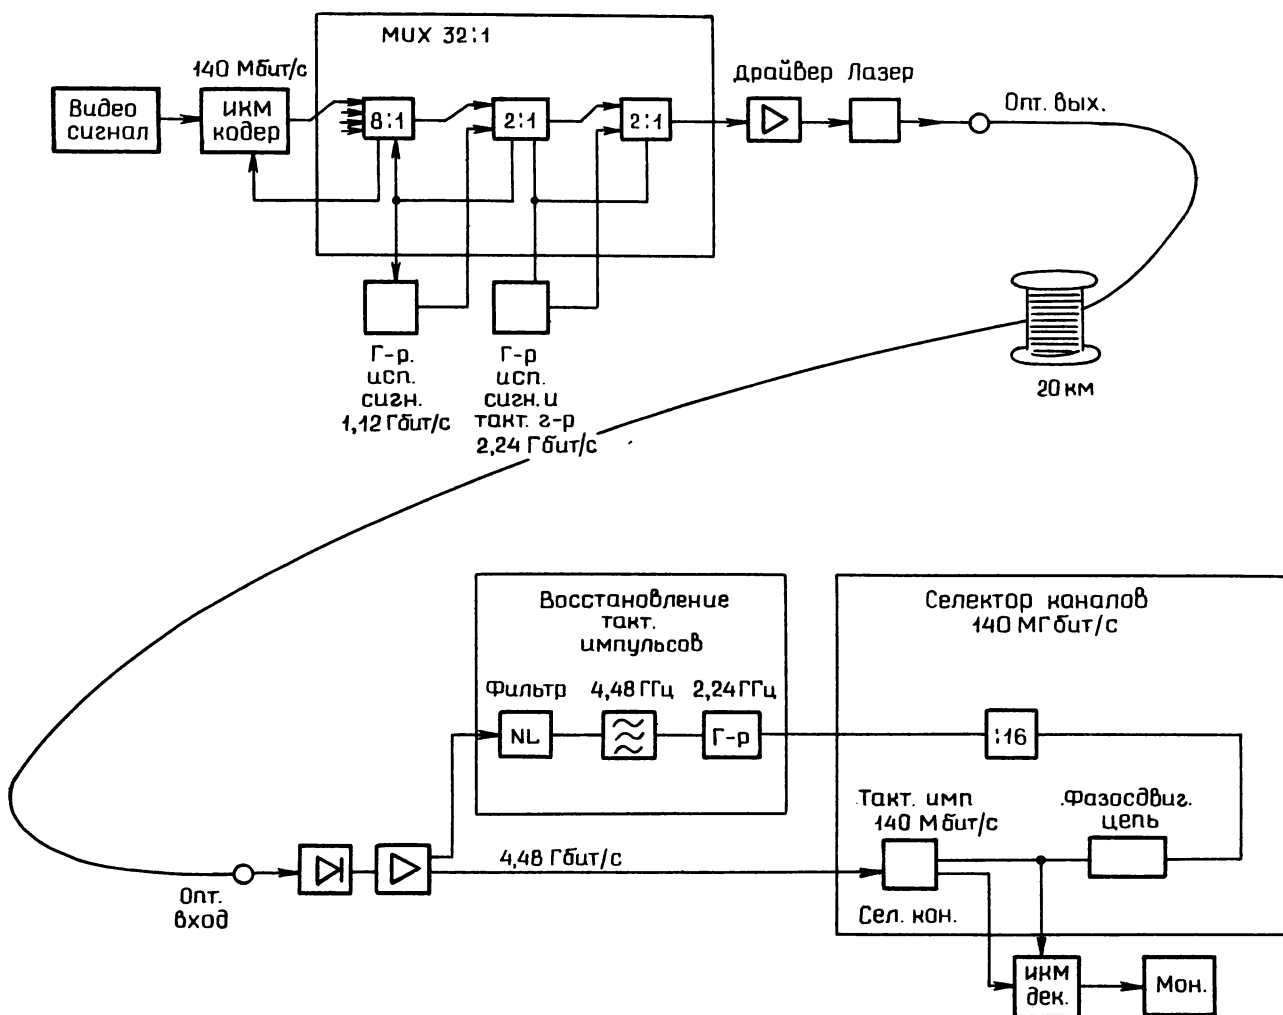 MUX 32:1
140 Мбит/с
Видео
сигнал
ИКМ
кодер
8:1
2:1
2:1
Драйвер
Лазер
Опт. вых.
Г-р.
исп.
сигн.
1,12 Гбит/с
Г-р
исп.
сигн. и
такт. г-р
2,24 Гбит/с
20 км
Восстановление
такт.
импульсов
Фильтр
4,48 ГГц
2,24 ГГц
NL
Г-р
Селектор каналов
140 МГбит/с
:16
Такт. имп
140 Мбит/с
.Фазосдвиг.
цепь
4,48 Гбит/с
Опт.
вход
Сел. кан.
ИКМ
дек.
Мон.